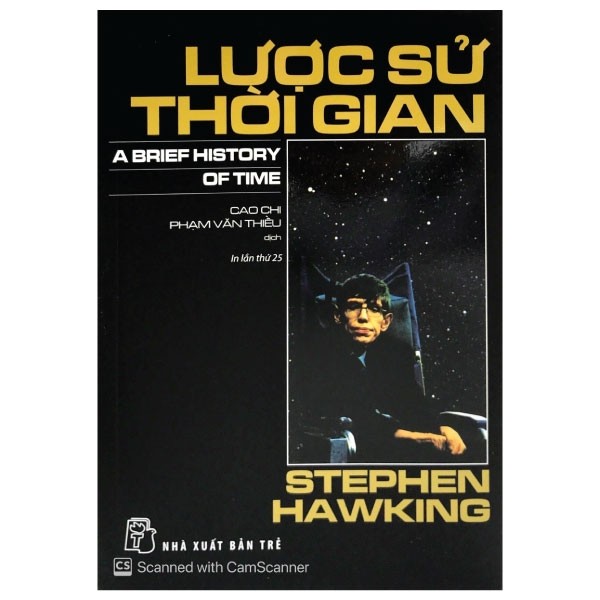 LƯỢC SỬ
THỜI GIAN
A BRIEF HISTORY
OF TIME
CAO CHI
PHẠM VĂN THIỀU
dịch
In lần thứ 25
STEPHEN
HAWKING
T
NHÀ XUẤT BẢN TRẺ
CS Scanned with CamScanner